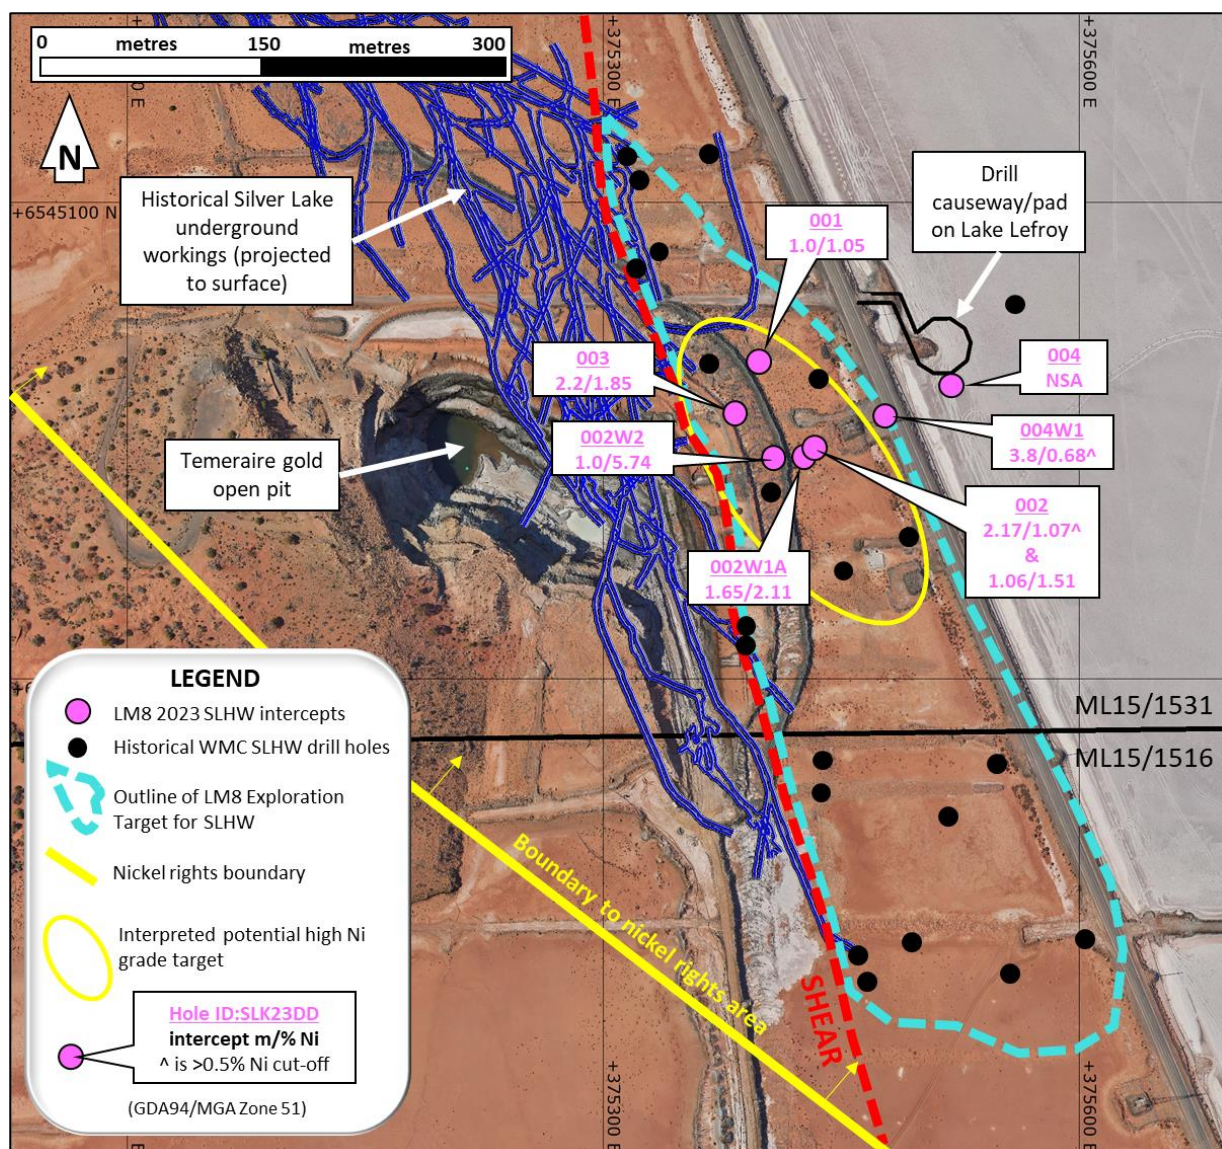 0 metres 150 metres 300
+375300 E
+375600 E
E
N
+6545100 N
Historical Silver Lake
underground
workings (projected
to surface)
Drill
causeway/pad
on Lake Lefroy
001
1.0/1.05
003
2.2/1.85
004
NSA
002W2
1.0/5.74
004W1
3.8/0.68^
Temeraire gold
open pit
002
2.17/1.07^
&
1.06/1.51
002W1A
1.65/2.11
ML15/1531
ML15/1516
LEGEND
LM8 2023 SLHW intercepts
Historical WMC SLHW drill holes
Outline of LM8 Exploration
Target for SLHW
Nickel rights boundary
Interpreted potential high Ni
grade target
Hole ID:SLK23DD
intercept m/% Ni
^ is >0.5% Ni cut-off
(GDA94/MGA Zone 51)
Boundary to nickel rights area
SHEAR
+375300 E
+375600 E